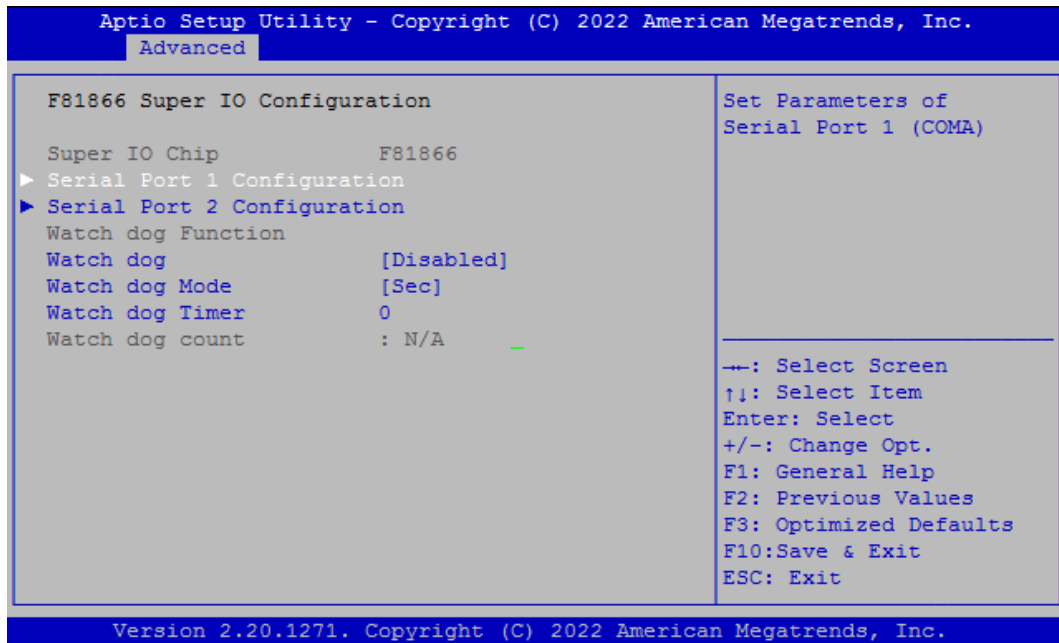 Aptio Setup Utility - Copyright (C) 2022 American Megatrends, Inc.
Advanced
F81866 Super IO Configuration
Super IO Chip F81866
► Serial Port 1 Configuration
► Serial Port 2 Configuration
Watch dog Function
Watch dog [Disabled]
Watch dog Mode [Sec]
Watch dog Timer 0
Watch dog count : N/A _
Set Parameters of
Serial Port 1 (COMA)
→←: Select Screen
↑↓: Select Item
Enter: Select
+/-: Change Opt.
F1: General Help
F2: Previous Values
F3: Optimized Defaults
F10:Save & Exit
ESC: Exit
Version 2.20.1271. Copyright (C) 2022 American Megatrends, Inc.